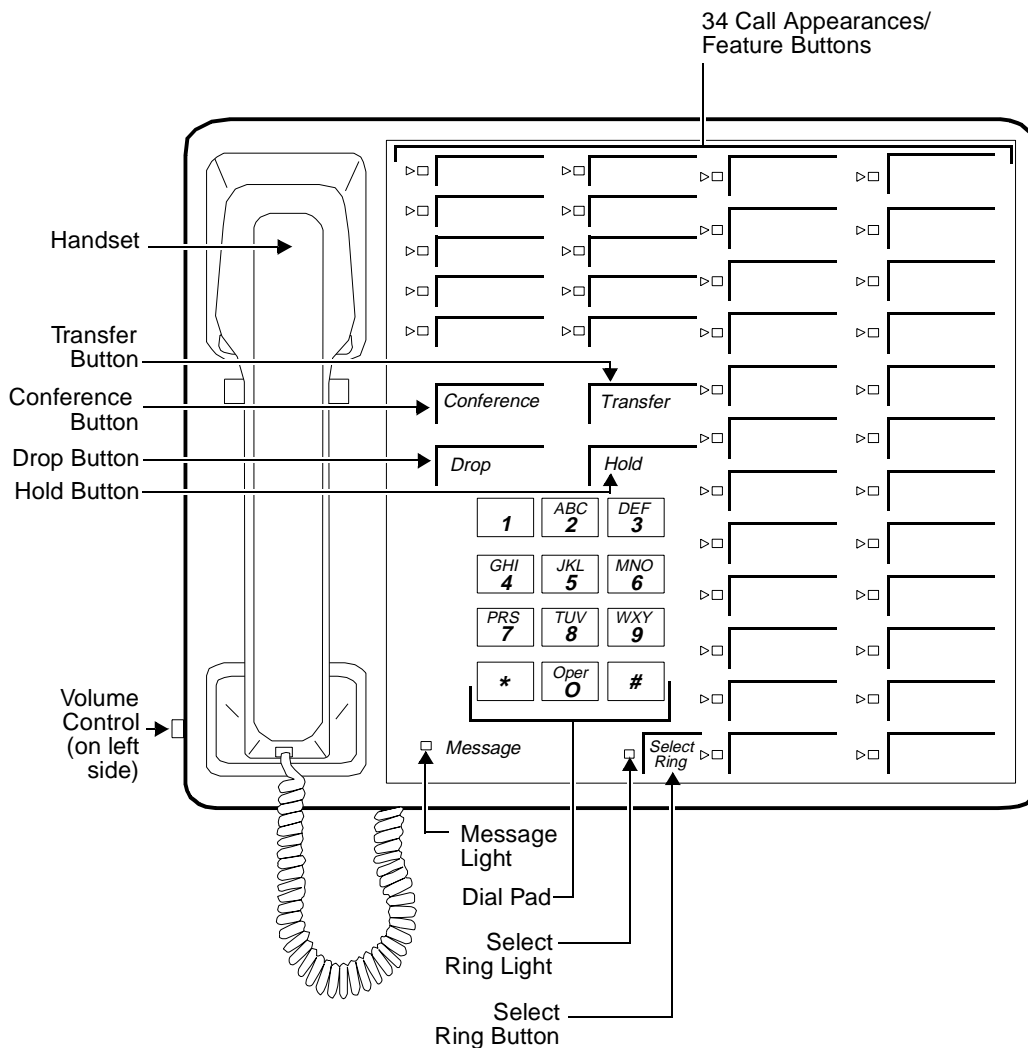 34 Call Appearances/
Feature Buttons
Handset
Transfer
Button
Conference
Button
Drop Button
Hold Button
Conference
Transfer
Drop
Hold
1
ABC
2
DEF
3
GHI
4
JKL
5
MNO
6
PRS
7
TUV
8
WXY
9
*
Oper
O
#
Volume
Control
(on left
side)
Message
Select
Ring
Message
Light
Dial Pad
Select
Ring Light
Select
Ring Button